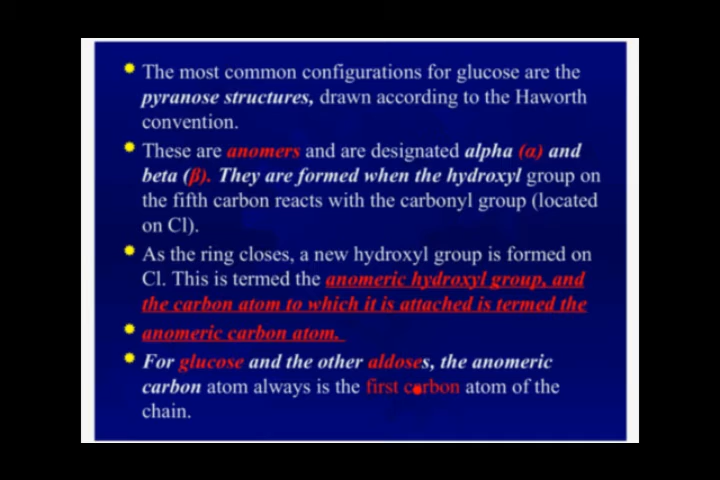 The most common configurations for glucose are the
pyranose structures, drawn according to the Haworth
convention.
These are anomers and are designated alpha (α) and
beta (β). They are formed when the hydroxyl group on
the fifth carbon reacts with the carbonyl group (located
on Cl).
As the ring closes, a new hydroxyl group is formed on
Cl. This is termed the anomeric hydroxyl group, and
the carbon atom to which it is attached is termed the
anomeric carbon atom.
For glucose and the other aldoses, the anomeric
carbon atom always is the first carbon atom of the
chain.